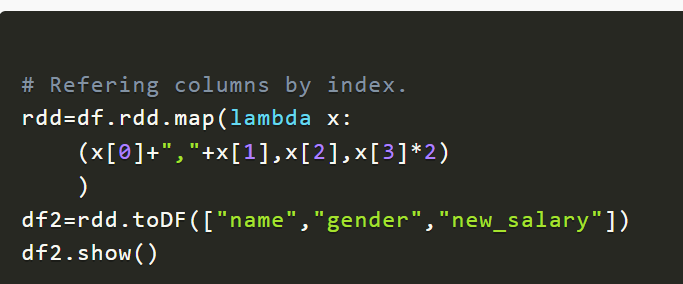 # Refering columns by index.
rdd=df.rdd.map(lambda x:
    (x[0]+","+x[1],x[2],x[3]*2)
    )
df2=rdd.toDF(["name","gender","new_salary"])
df2.show()